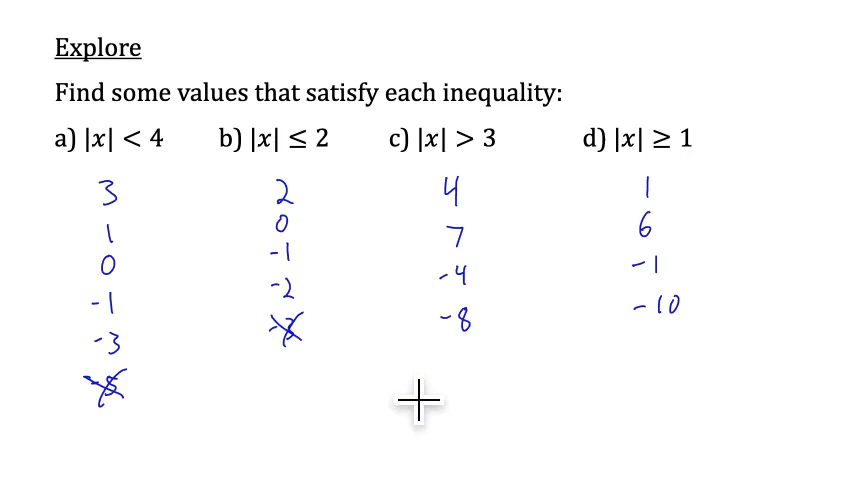 Explore
Find some values that satisfy each inequality:
a) |x| < 4 b) |x| ≤ 2 c) |x| > 3 d) |x| ≥ 1
3 2 4 1
1 0 7 6
0 -1 -4 -1
-1 -2 -8 -10
-3